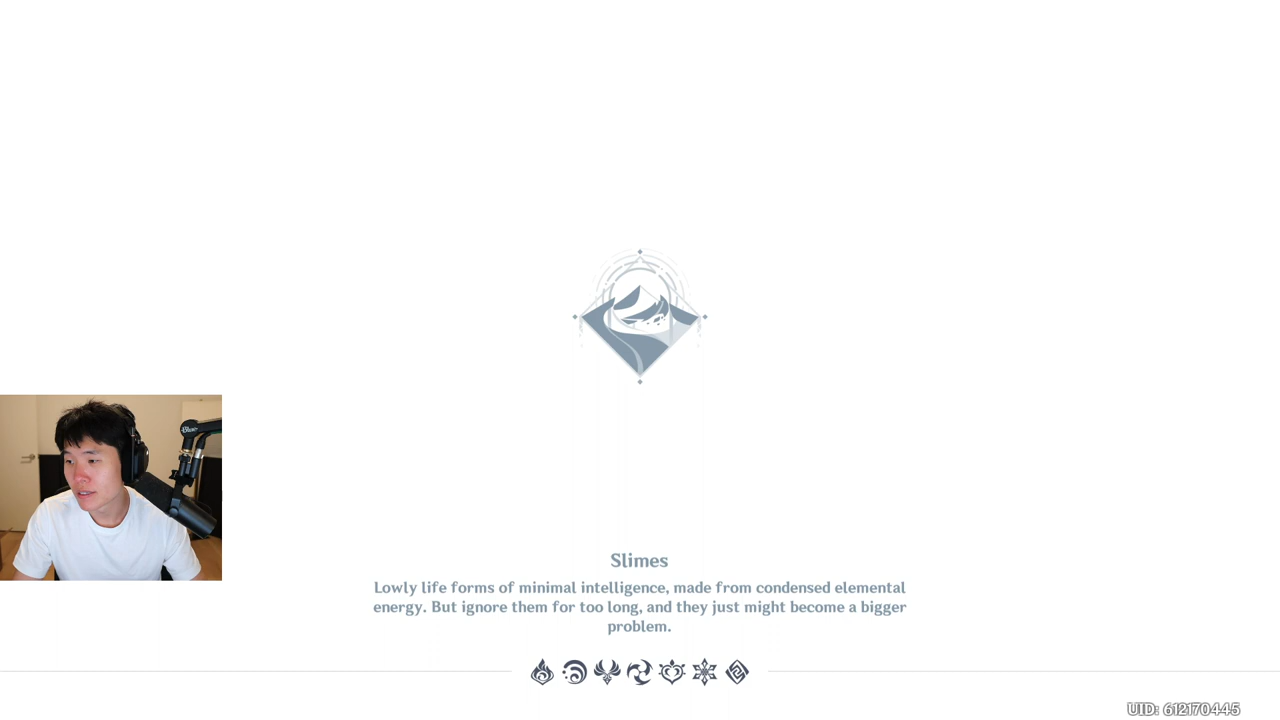 Slimes
Lowly life forms of minimal intelligence, made from condensed elemental
energy. But ignore them for too long, and they just might become a bigger
problem.
UID: 612170445